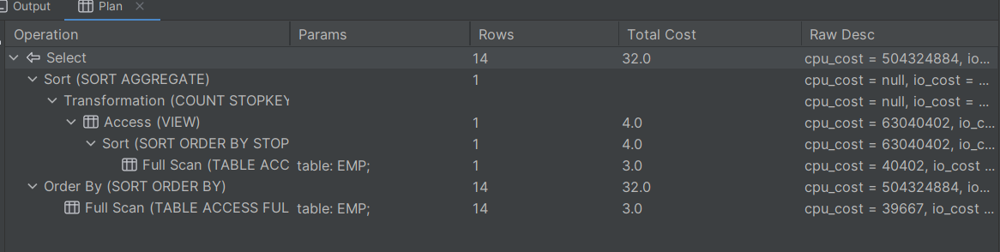 Output Plan
Operation Params Rows Total Cost Raw Desc
Select 14 32.0 cpu_cost = 504324884, io...
Sort (SORT AGGREGATE) 1 cpu_cost = null, io_cost = ...
Transformation (COUNT STOPKEY cpu_cost = null, io_cost = ...
Access (VIEW) 1 4.0 cpu_cost = 63040402, io_c...
Sort (SORT ORDER BY STOP 1 4.0 cpu_cost = 63040402, io_c...
Full Scan (TABLE ACC table: EMP; 1 3.0 cpu_cost = 40402, io_cost ...
Order By (SORT ORDER BY) 14 32.0 cpu_cost = 504324884, io...
Full Scan (TABLE ACCESS FUL table: EMP; 14 3.0 cpu_cost = 39667, io_cost ...